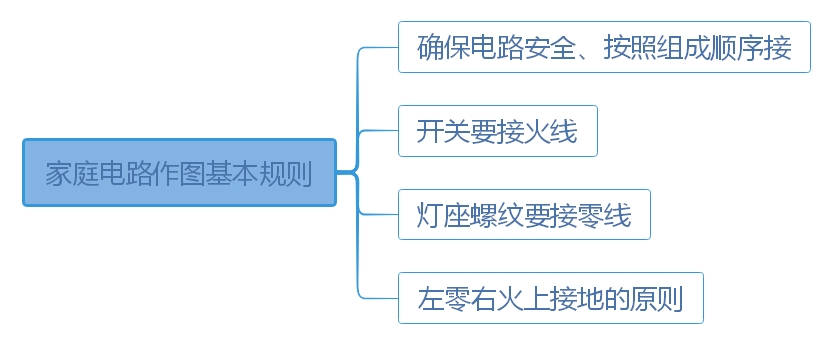 确保电路安全、按照组成顺序接
开关要接火线
家庭电路作图基本规则
灯座螺纹要接零线
左零右火上接地的原则